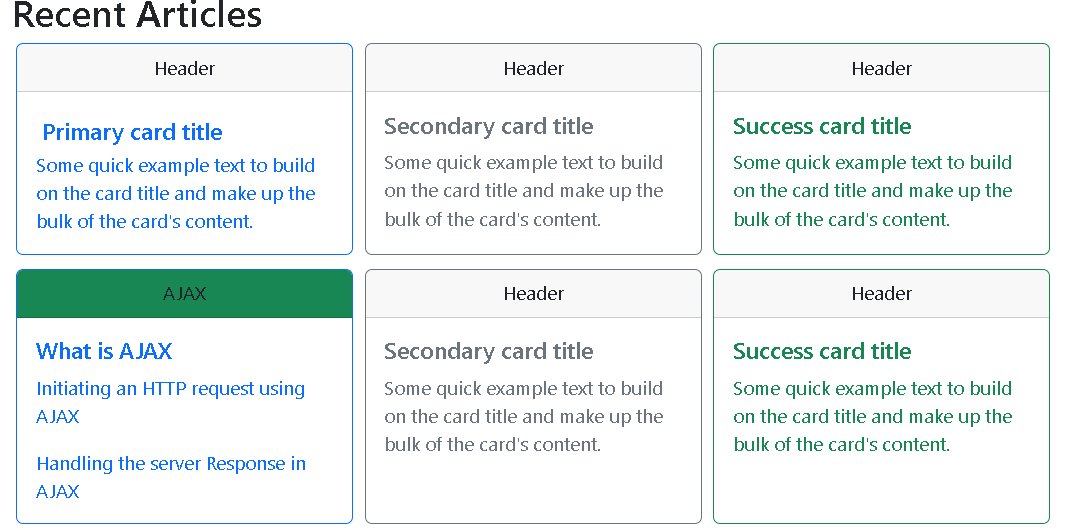 Recent Articles
Header
Primary card title
Some quick example text to build
on the card title and make up the
bulk of the card's content.
Header
Secondary card title
Some quick example text to build
on the card title and make up the
bulk of the card's content.
Header
Success card title
Some quick example text to build
on the card title and make up the
bulk of the card's content.
AJAX
What is AJAX
Initiating an HTTP request using
AJAX
Handling the server Response in
AJAX
Header
Secondary card title
Some quick example text to build
on the card title and make up the
bulk of the card's content.
Header
Success card title
Some quick example text to build
on the card title and make up the
bulk of the card's content.